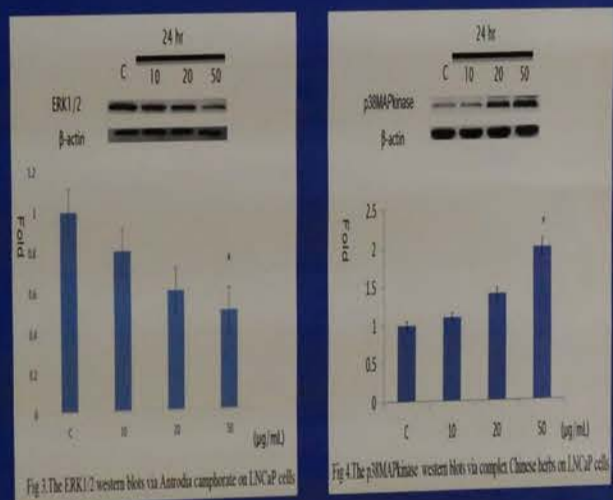 24 hr
C 10 20 50
ERK1/2
β-actin
Fold
1.2
1
0.8
0.6
0.4
0.2
0
*
C 10 20 50 (μg/mL)
Fig 3.The ERK1/2 western blots via Antrodia camphorate on LNCaP cells
24 hr
C 10 20 50
p38MAPkinase
β-actin
Fold
2.5
2
1.5
1
0.5
0
*
C 10 20 50 (μg/mL)
Fig 4.The p38MAPkinase western blots via complex Chinese herbs on LNCaP cells